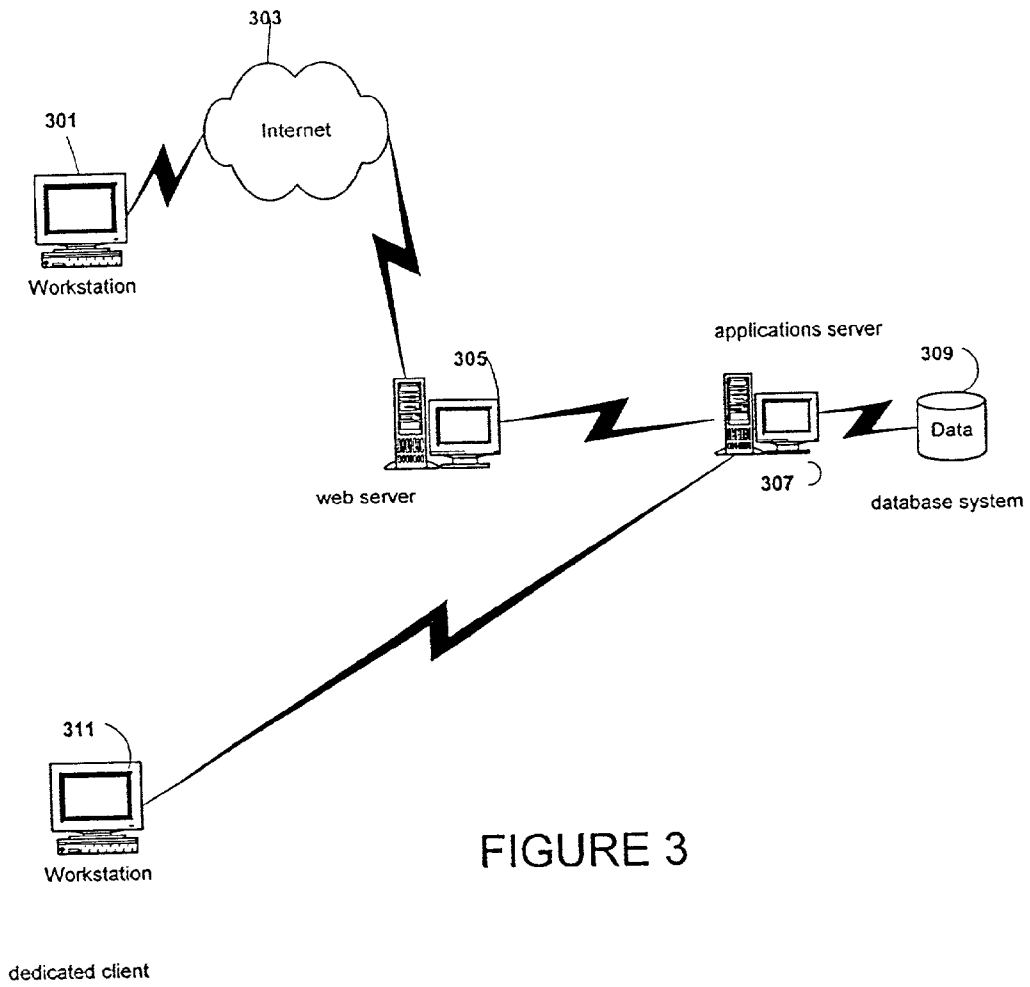 303
301
Internet
Workstation
applications server
305
309
Data
307
web server
database system
311
Workstation
FIGURE 3
dedicated client